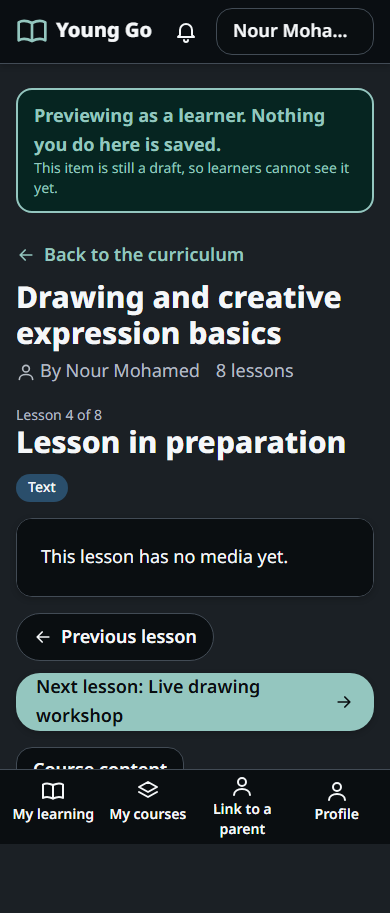 Young Go
Nour Moha...
Previewing as a learner. Nothing
you do here is saved.
This item is still a draft, so learners cannot see it
yet.
Back to the curriculum
Drawing and creative
expression basics
By Nour Mohamed 8 lessons
Lesson 4 of 8
Lesson in preparation
Text
This lesson has no media yet.
Previous lesson
Next lesson: Live drawing
workshop
Course content
My learning
My courses
Link to a
parent
Profile